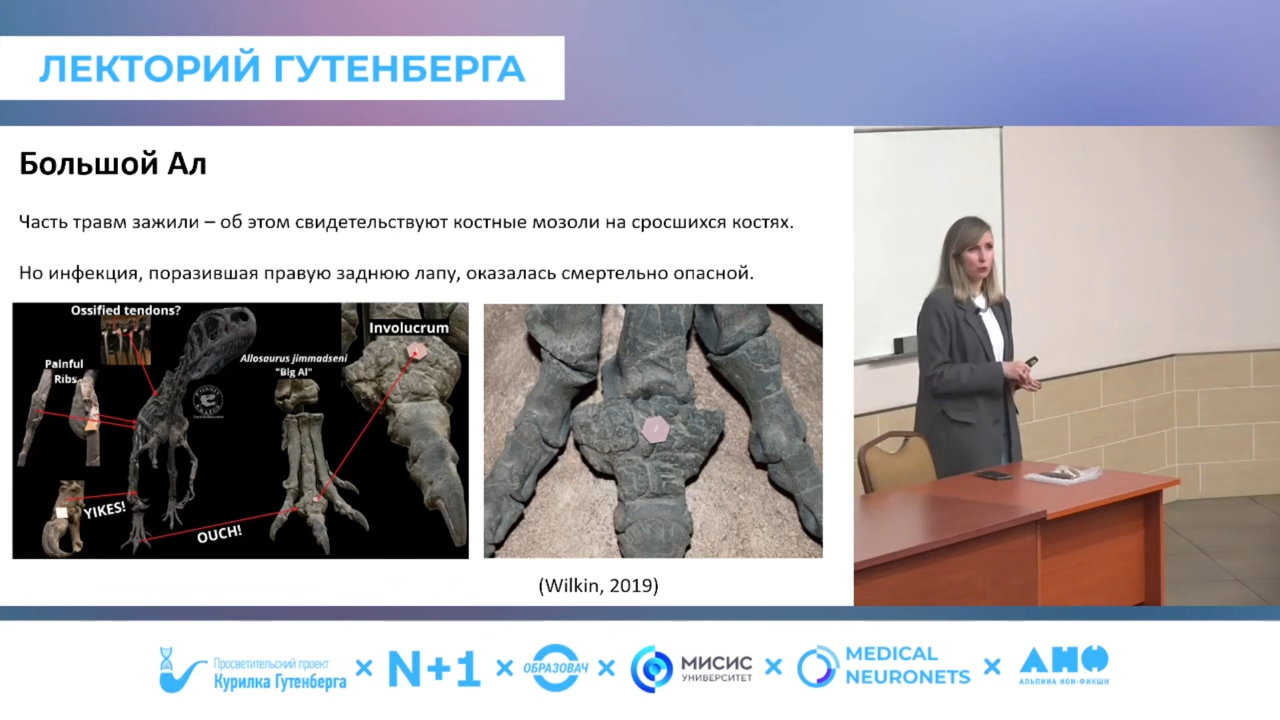 ЛЕКТОРИЙ ГУТЕНБЕРГА
Большой Ал
Часть травм зажили – об этом свидетельствуют костные мозоли на сросшихся костях.
Но инфекция, поразившая правую заднюю лапу, оказалась смертельно опасной.
Ossified tendons?
Painful
Ribs
Allosaurus jimmadseni
"Big Al"
Involucrum
YIKES!
OUCH!
(Wilkin, 2019)
Просветительский проект
Курилка Гутенберга
N+1
ОБРАЗОВАЧ
МИСИС
УНИВЕРСИТЕТ
MEDICAL
NEURONETS
АНФ
АЛЬПИНА НОН-ФИКШН